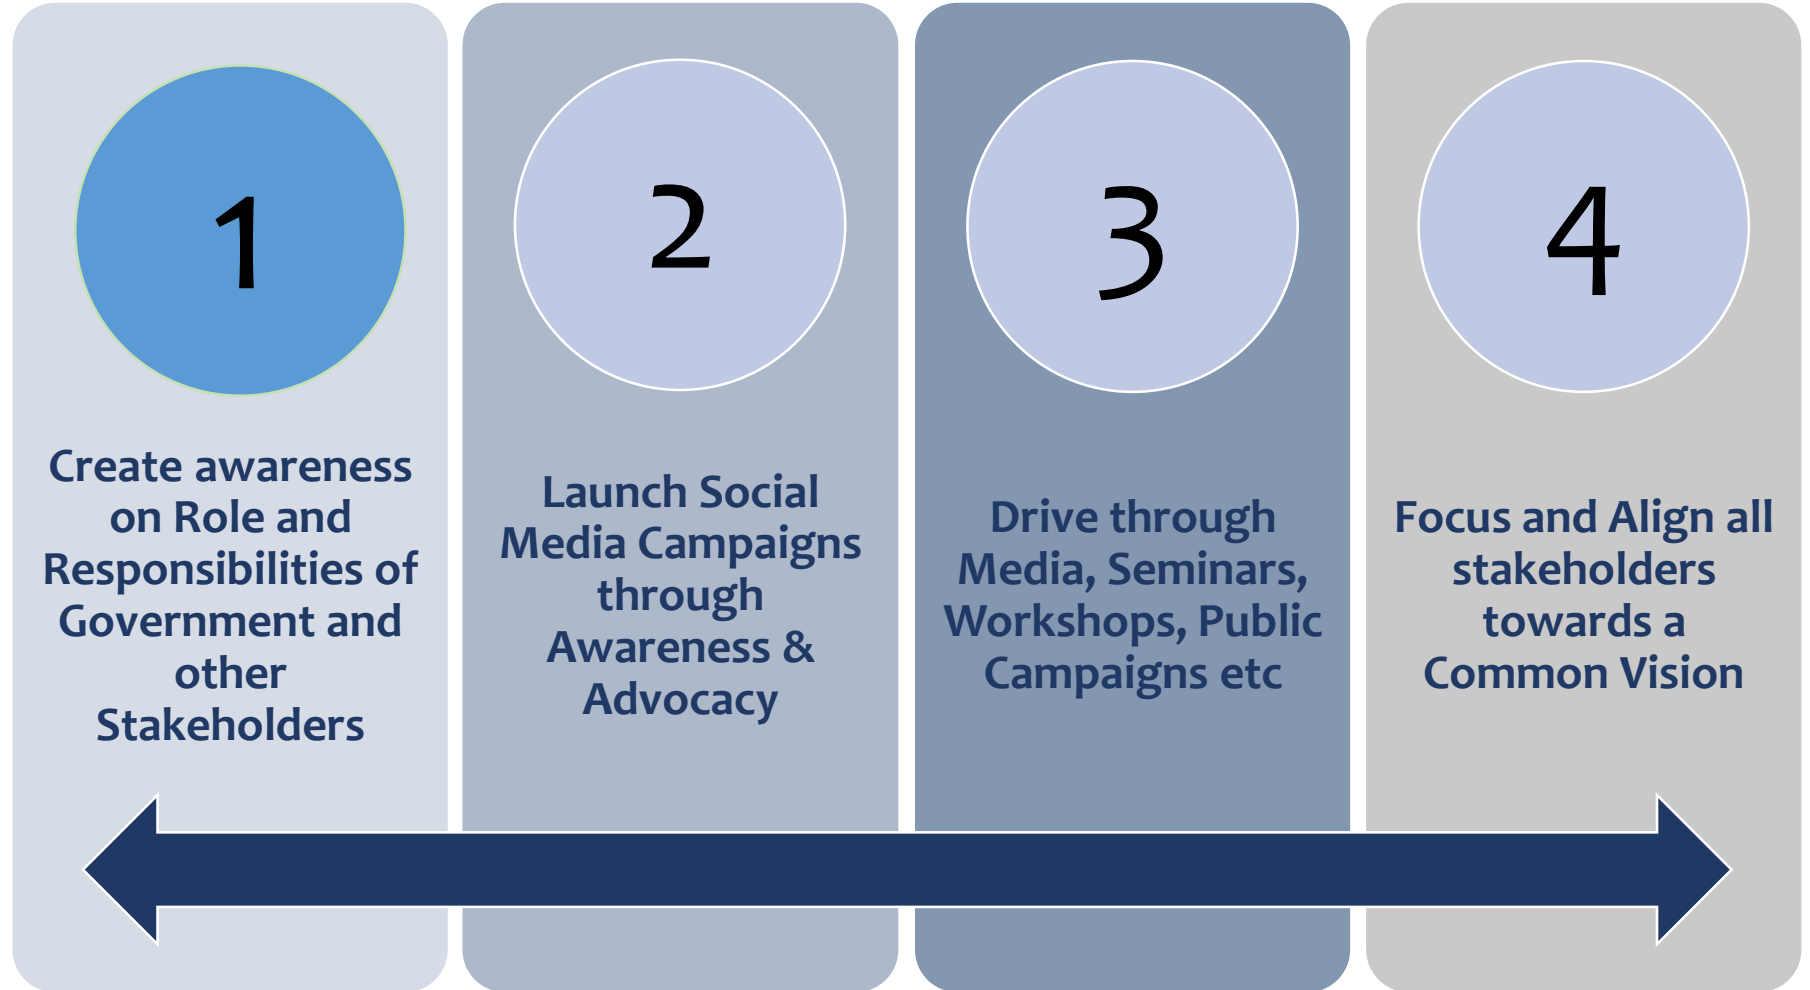 1
Create awareness
on Role and
Responsibilities of
Government and
other
Stakeholders
2
Launch Social
Media Campaigns
through
Awareness &
Advocacy
3
Drive through
Media, Seminars,
Workshops, Public
Campaigns etc
4
Focus and Align all
stakeholders
towards a
Common Vision